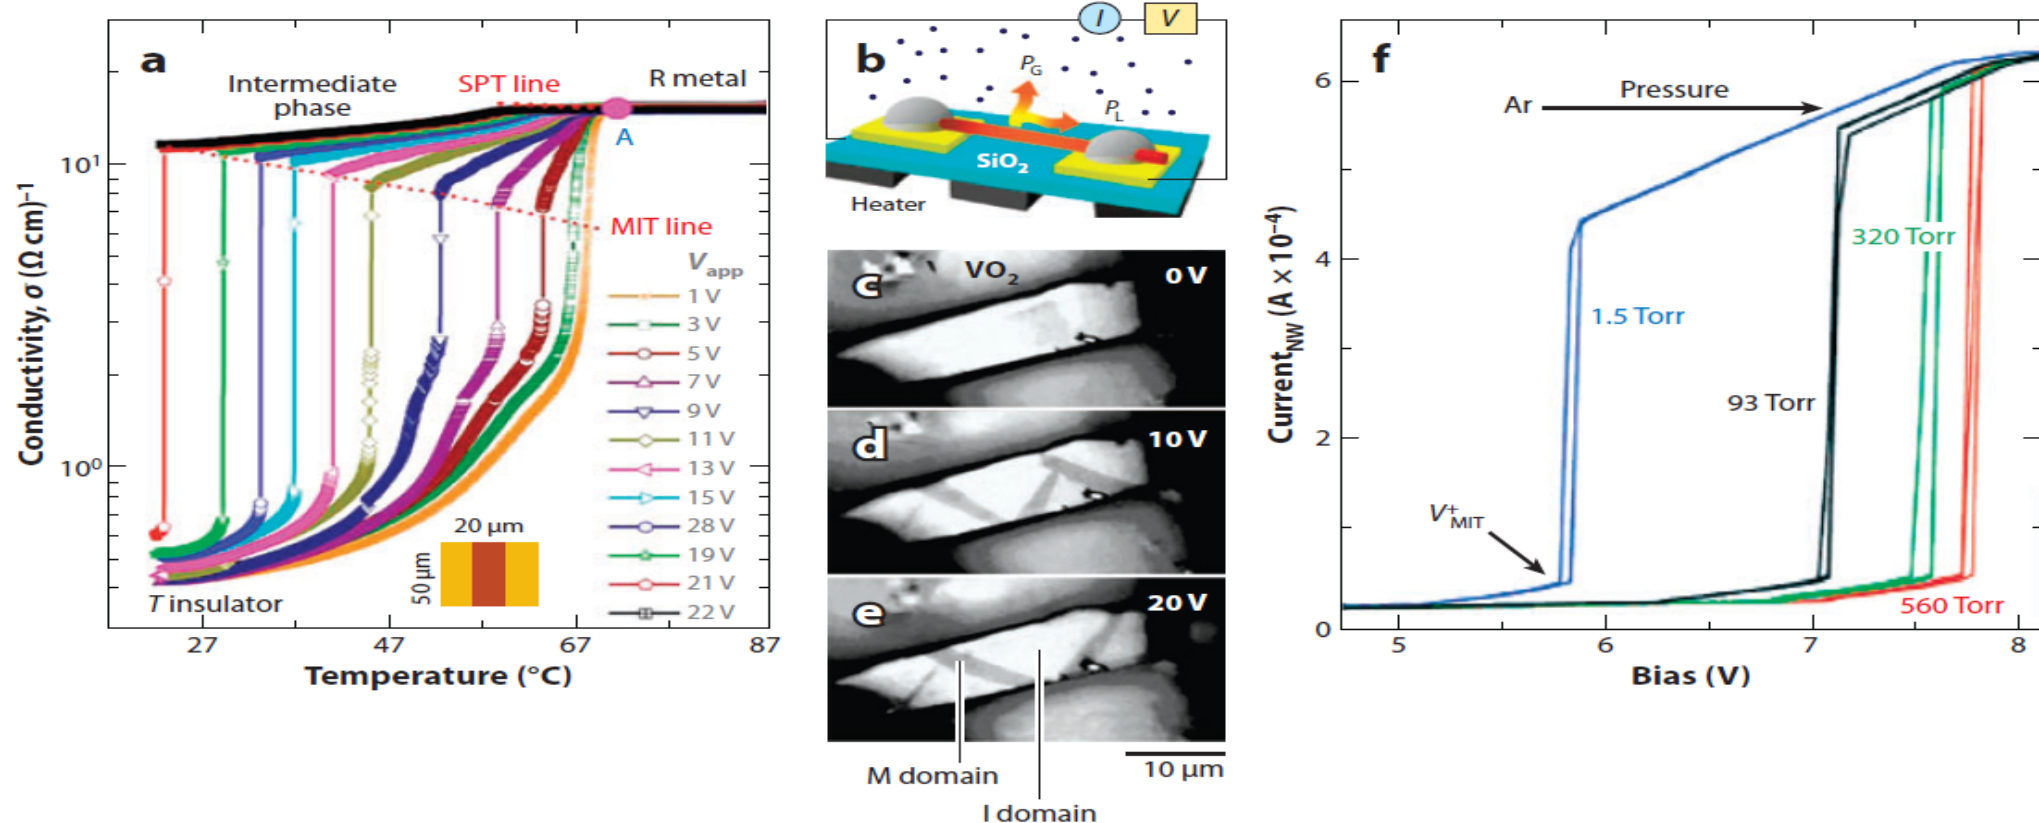 a
Intermediate
phase
SPT line
R metal
A
MIT line
V_app
1 V
3 V
5 V
7 V
9 V
11 V
13 V
15 V
28 V
19 V
21 V
22 V
20 μm
50 μm
T insulator
10¹
10⁰
27
47
67
87
Conductivity, σ (Ω cm)⁻¹
Temperature (°C)
b
I
V
P_G
P_L
SiO₂
Heater
c
VO₂
0 V
d
10 V
e
20 V
M domain
I domain
10 μm
f
Ar
Pressure
1.5 Torr
93 Torr
320 Torr
560 Torr
V⁺_MIT
6
4
2
0
5
6
7
8
Current_NW (A × 10⁻⁴)
Bias (V)